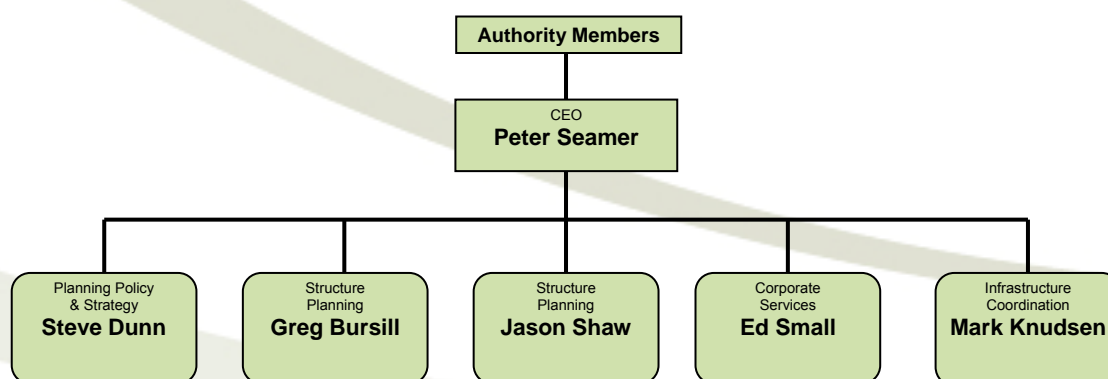 Authority Members
CEO
Peter Seamer
Planning Policy
& Strategy
Steve Dunn
Structure
Planning
Greg Bursill
Structure
Planning
Jason Shaw
Corporate
Services
Ed Small
Infrastructure
Coordination
Mark Knudsen